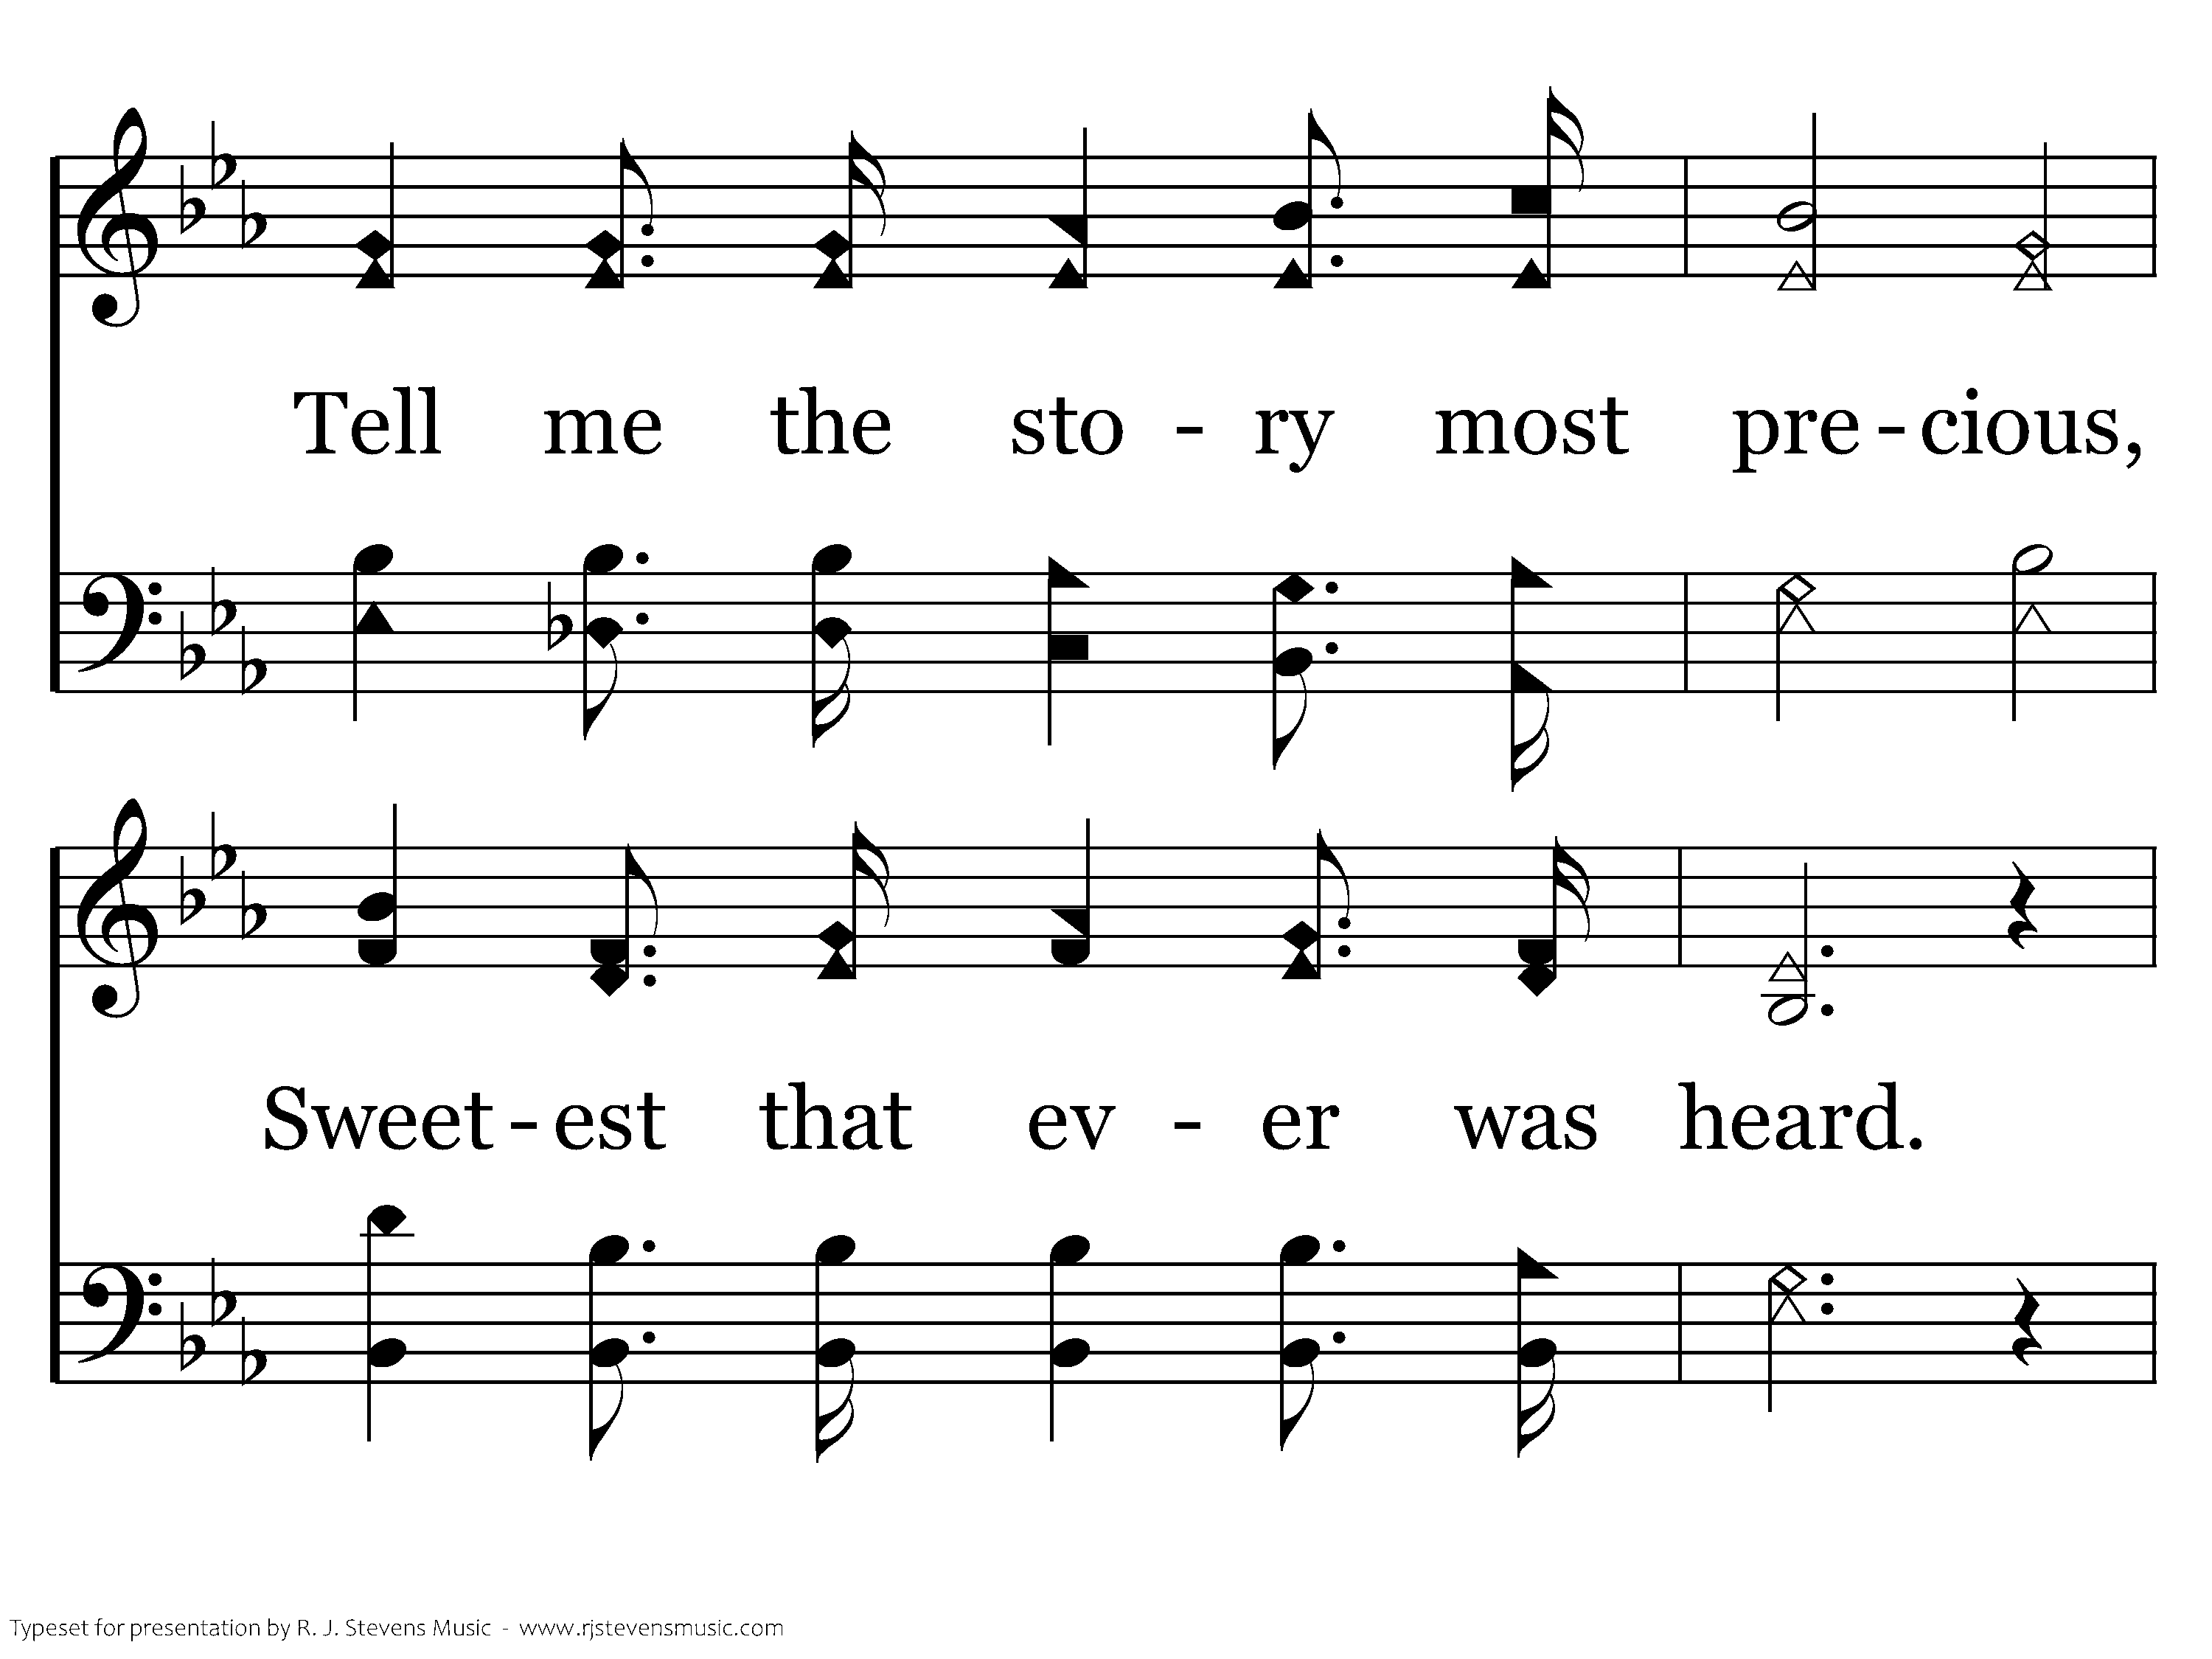 Tell me the sto - ry most pre - cious,
Sweet - est that ev - er was heard.
Typeset for presentation by R. J. Stevens Music - www.rjstevensmusic.com